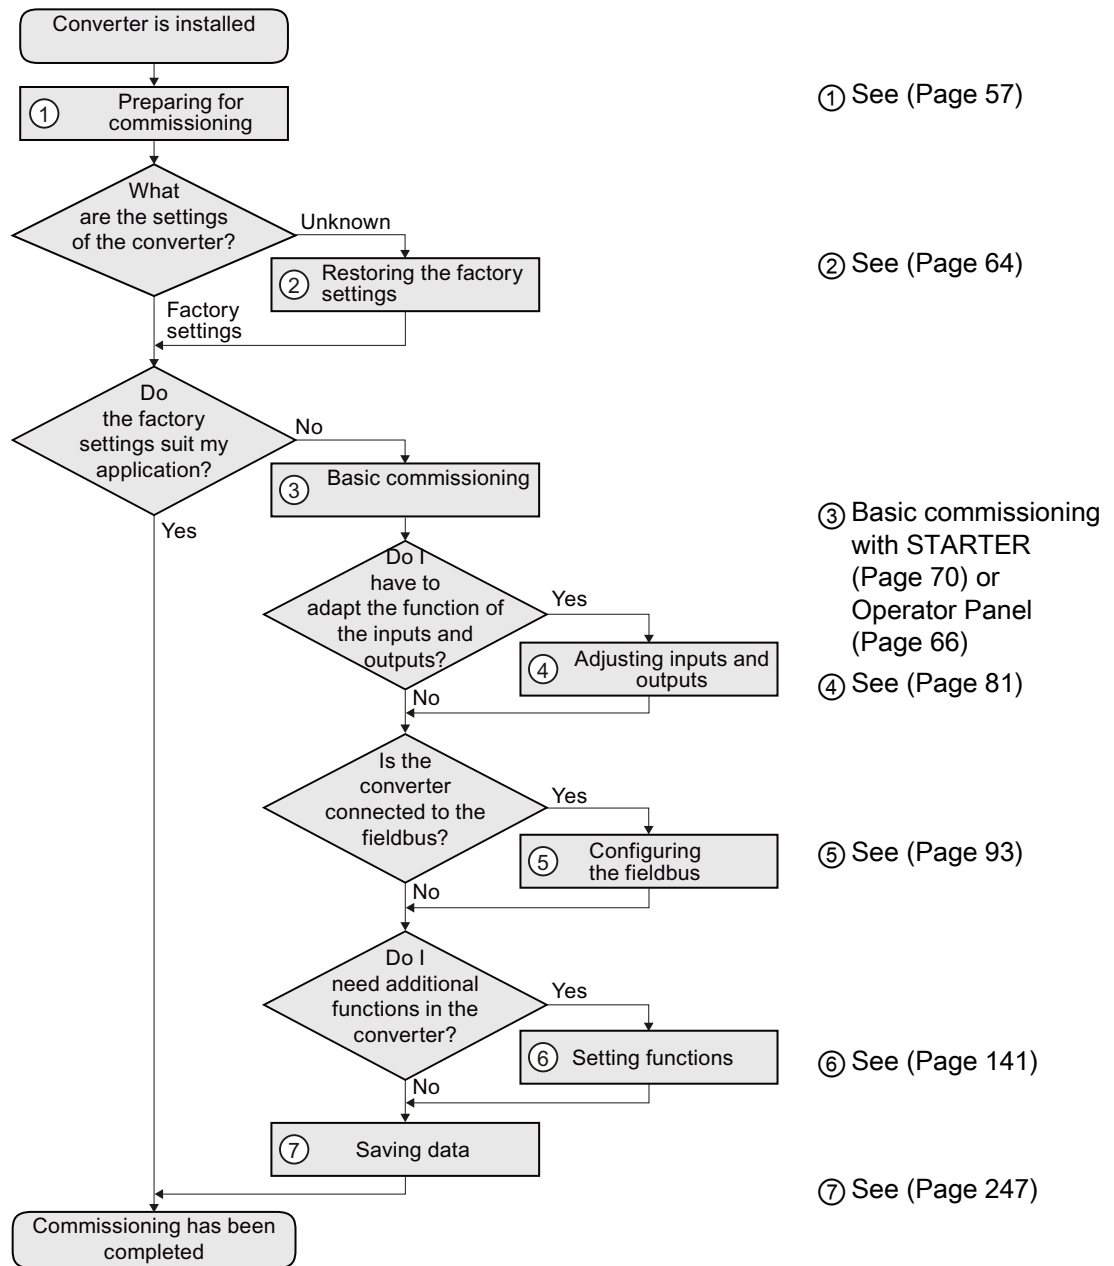 Converter is installed
① Preparing for
commissioning
① See (Page 57)
What
are the settings
of the converter?
Unknown
② Restoring the factory
settings
② See (Page 64)
Factory
settings
Do
the factory
settings suit my
application?
No
Yes
③ Basic commissioning
③ Basic commissioning
with STARTER
(Page 70) or
Operator Panel
(Page 66)
Do I
have to
adapt the function of
the inputs and
outputs?
Yes
④ Adjusting inputs and
outputs
④ See (Page 81)
No
Is the
converter
connected to the
fieldbus?
Yes
⑤ Configuring
the fieldbus
⑤ See (Page 93)
No
Do I
need additional
functions in the
converter?
Yes
⑥ Setting functions
⑥ See (Page 141)
No
⑦ Saving data
⑦ See (Page 247)
Commissioning has been
completed